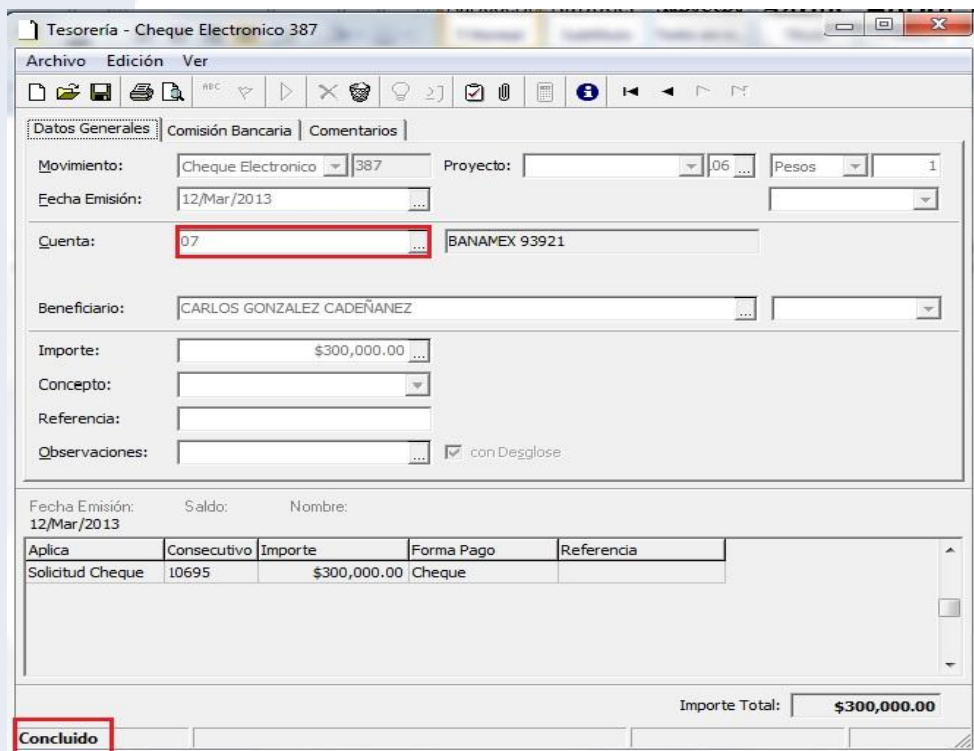 Tesorería - Cheque Electronico 387
Archivo Edición Ver
ABC
Datos Generales Comisión Bancaria Comentarios
Movimiento: Cheque Electronico 387 Proyecto: .06 ... Pesos 1
Fecha Emisión: 12/Mar/2013 ...
Cuenta: 07 ... BANAMEX 93921
Beneficiario: CARLOS GONZALEZ CADEÑANEZ ...
Importe: $300,000.00 ...
Concepto:
Referencia:
Observaciones: ... con Desglose
Fecha Emisión: Saldo: Nombre:
12/Mar/2013
Aplica Consecutivo Importe Forma Pago Referencia
Solicitud Cheque 10695 $300,000.00 Cheque
Importe Total: $300,000.00
Concluido